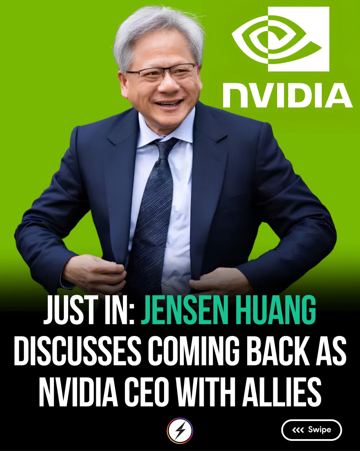 NVIDIA
JUST IN: JENSEN HUANG
DISCUSSES COMING BACK AS
NVIDIA CEO WITH ALLIES
Swipe